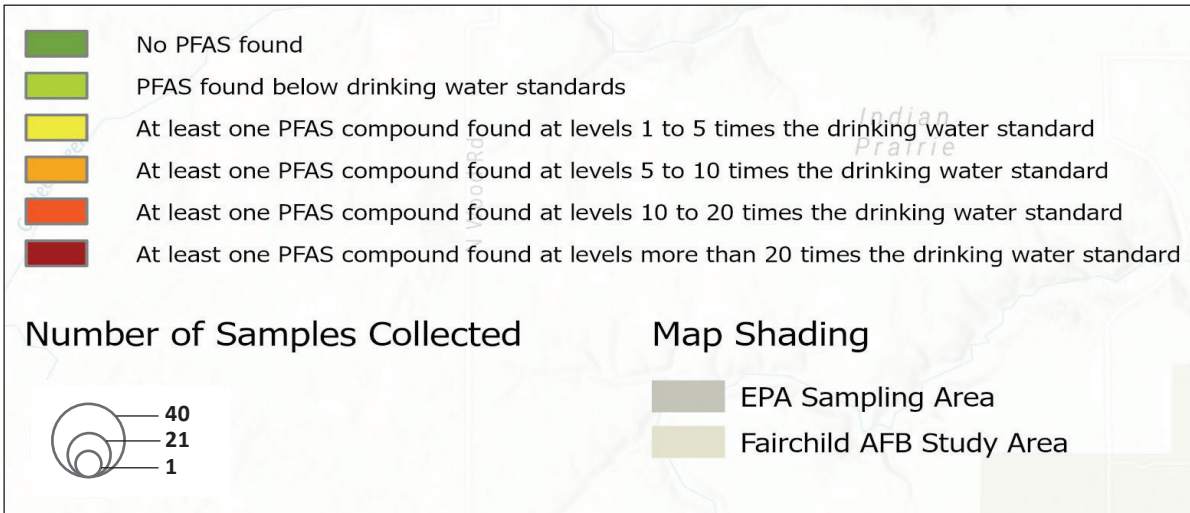 No PFAS found
PFAS found below drinking water standards
At least one PFAS compound found at levels 1 to 5 times the drinking water standard
At least one PFAS compound found at levels 5 to 10 times the drinking water standard
At least one PFAS compound found at levels 10 to 20 times the drinking water standard
At least one PFAS compound found at levels more than 20 times the drinking water standard
Indian
Prairie
N Wood Rd
Number of Samples Collected
40
21
1
Map Shading
EPA Sampling Area
Fairchild AFB Study Area